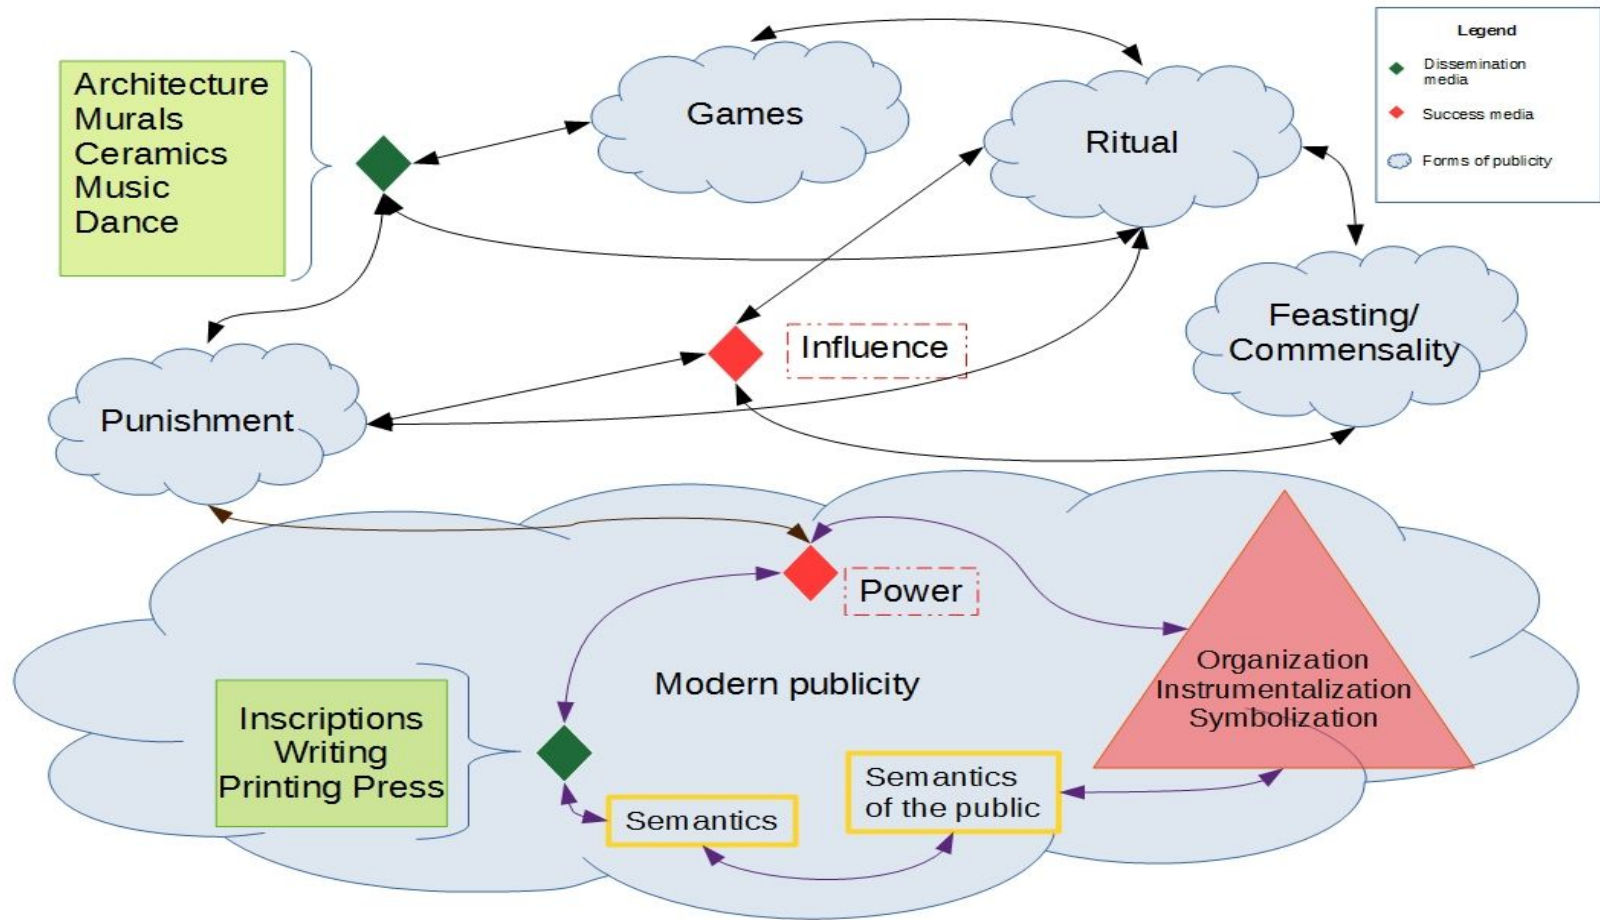 Legend
Dissemination
media
Success media
Forms of publicity
Architecture
Murals
Ceramics
Music
Dance
Games
Ritual
Feasting/
Commensality
Influence
Punishment
Power
Modern publicity
Organization
Instrumentalization
Symbolization
Inscriptions
Writing
Printing Press
Semantics
Semantics
of the public